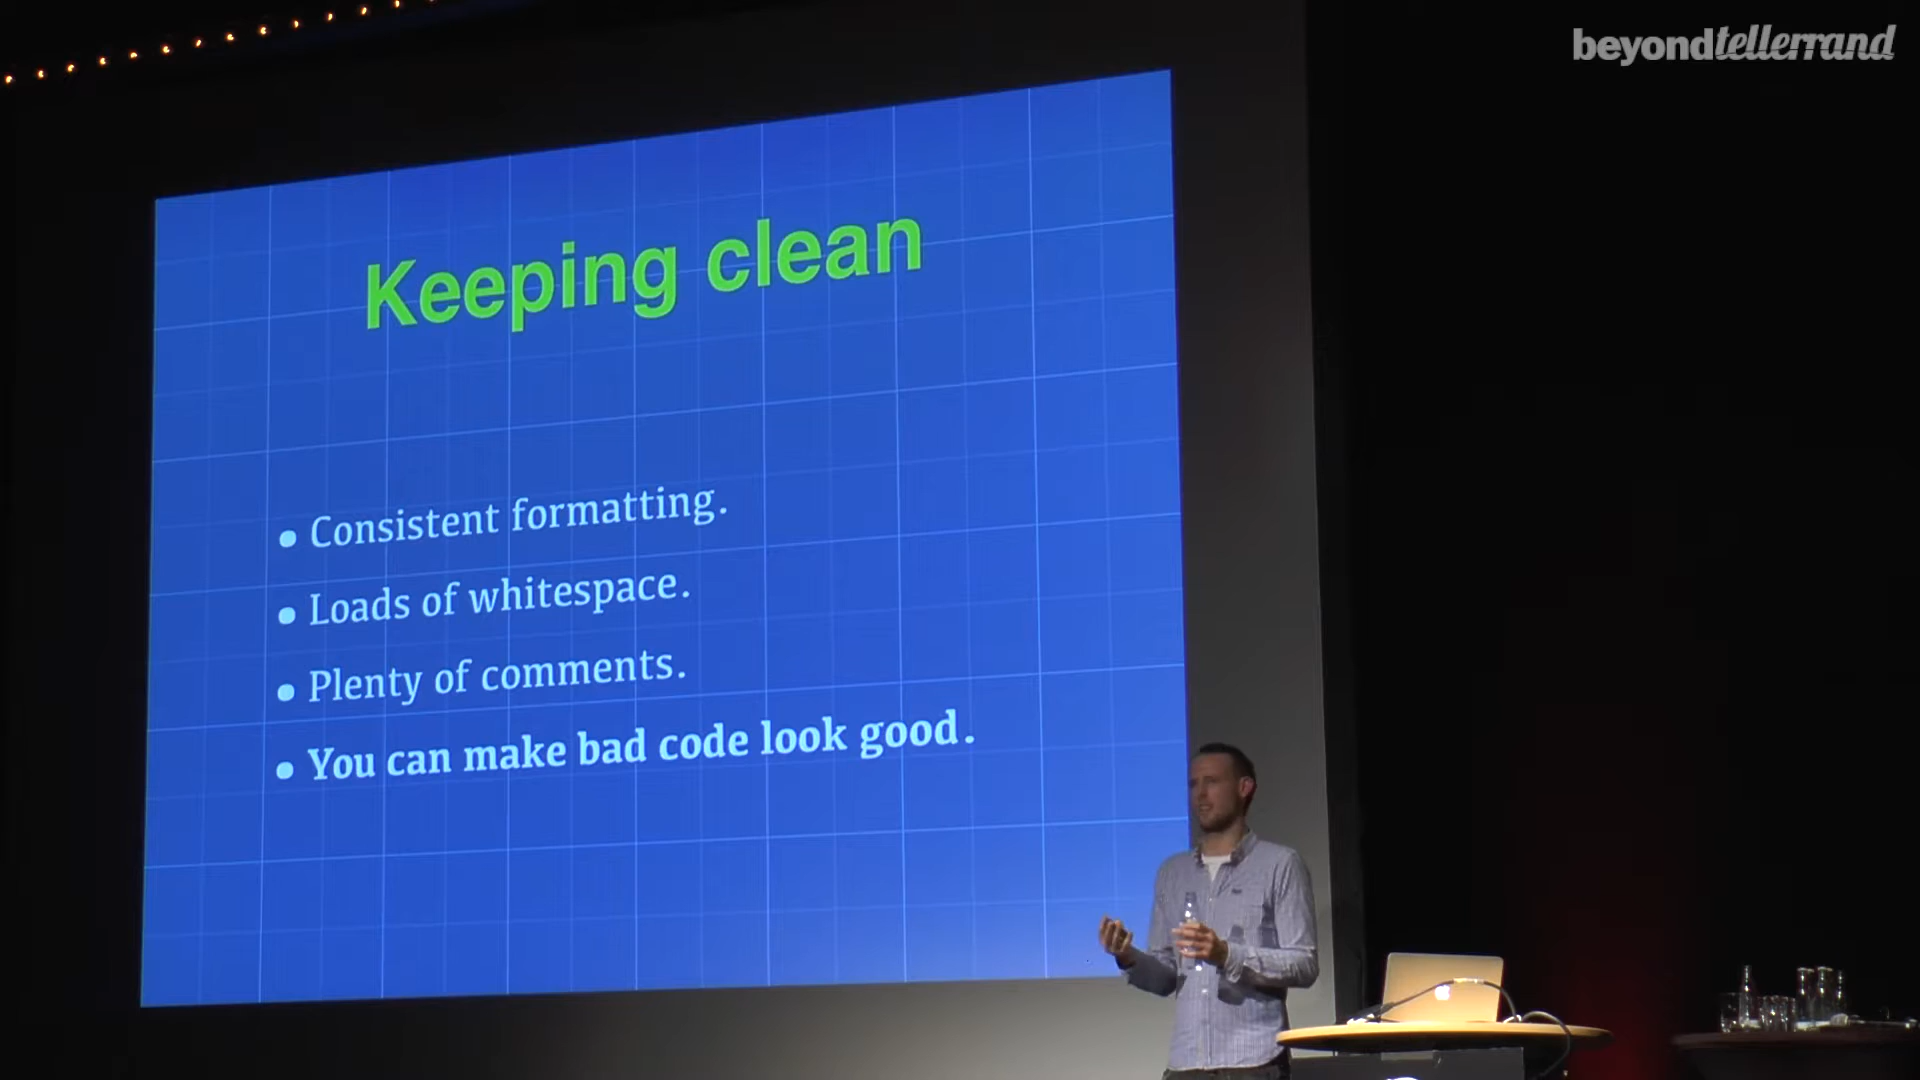 beyondtellerrand
Keeping clean
• Consistent formatting.
• Loads of whitespace.
• Plenty of comments.
• You can make bad code look good.